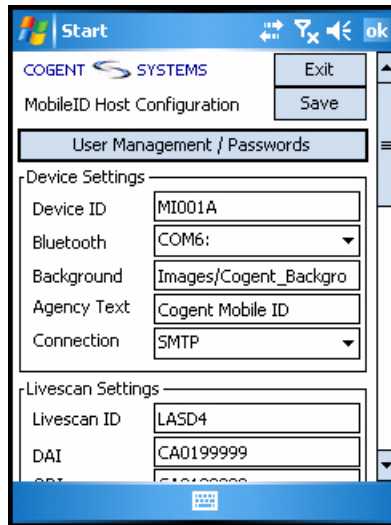 Start ok
COGENT SYSTEMS Exit
MobileID Host Configuration Save
User Management / Passwords
Device Settings
Device ID MI001A
Bluetooth COM6:
Background Images/Cogent_Backgro
Agency Text Cogent Mobile ID
Connection SMTP
Livescan Settings
Livescan ID LASD4
DAI CA0199999